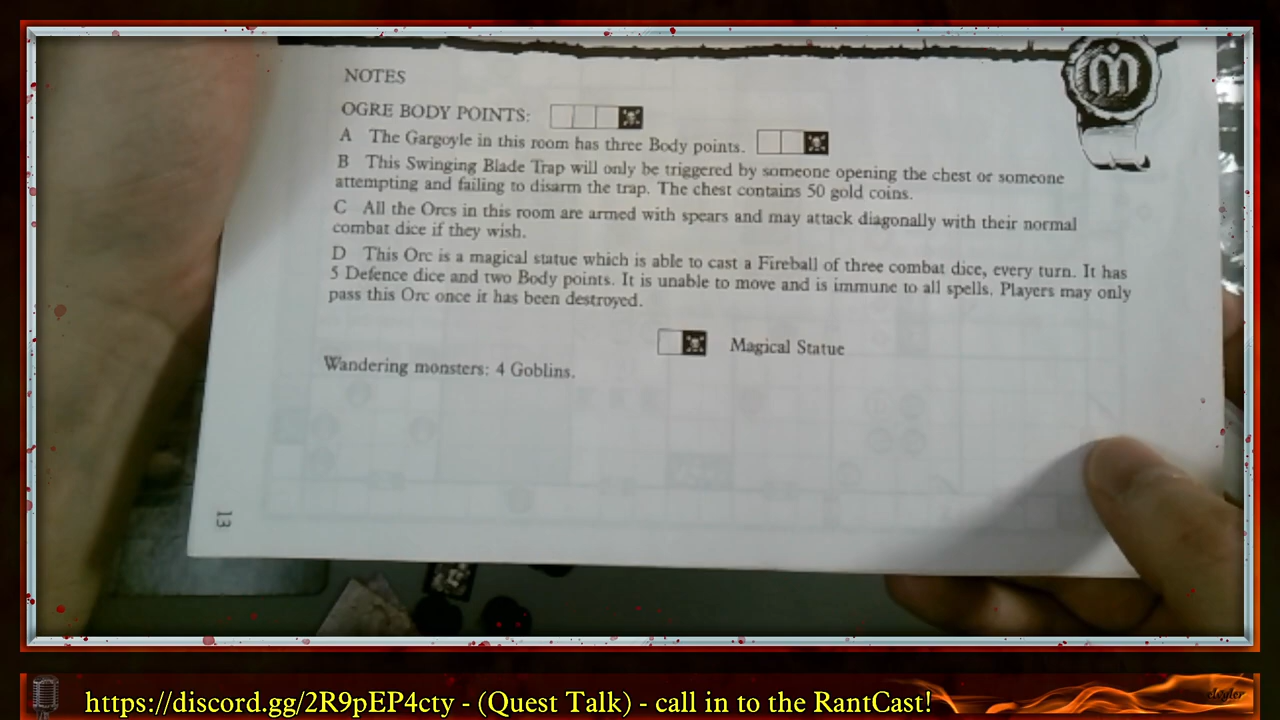 NOTES
OGRE BODY POINTS:
A The Gargoyle in this room has three Body points.
B This Swinging Blade Trap will only be triggered by someone opening the chest or someone
attempting and failing to disarm the trap. The chest contains 50 gold coins.
C All the Orcs in this room are armed with spears and may attack diagonally with their normal
combat dice if they wish.
D This Orc is a magical statue which is able to cast a Fireball of three combat dice, every turn. It has
5 Defence dice and two Body points. It is unable to move and is immune to all spells. Players may only
pass this Orc once it has been destroyed.
Magical Statue
Wandering monsters: 4 Goblins.
13
https://discord.gg/2R9pEP4cty - (Quest Talk) - call in to the RantCast!